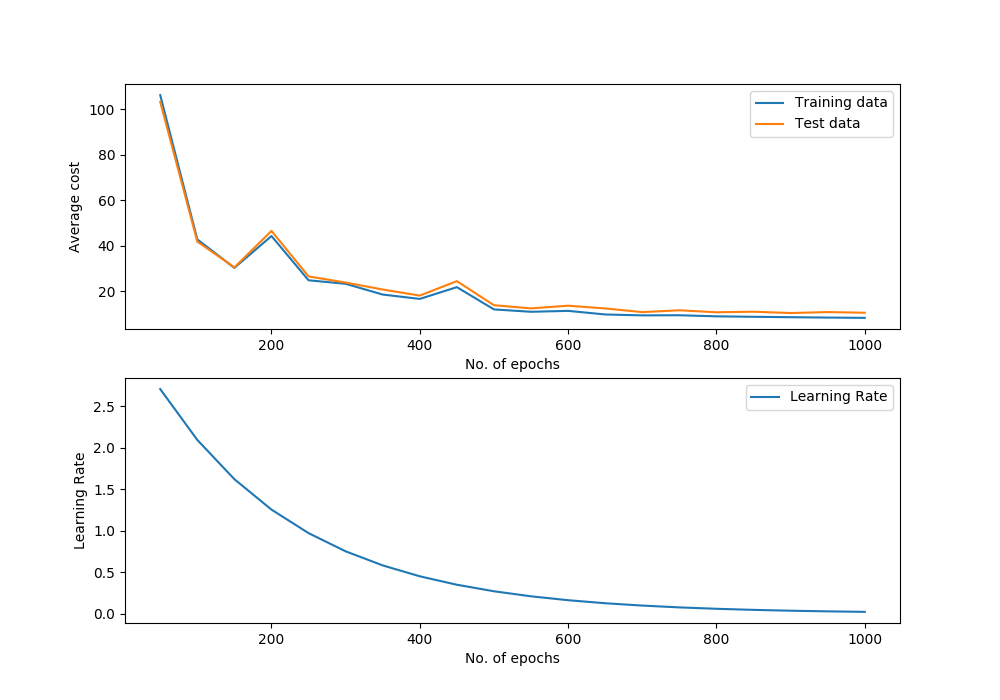 Training data
Test data
100
80
60
40
20
Average cost
200 400 600 800 1000
No. of epochs
Learning Rate
2.5
2.0
1.5
1.0
0.5
0.0
Learning Rate
200 400 600 800 1000
No. of epochs